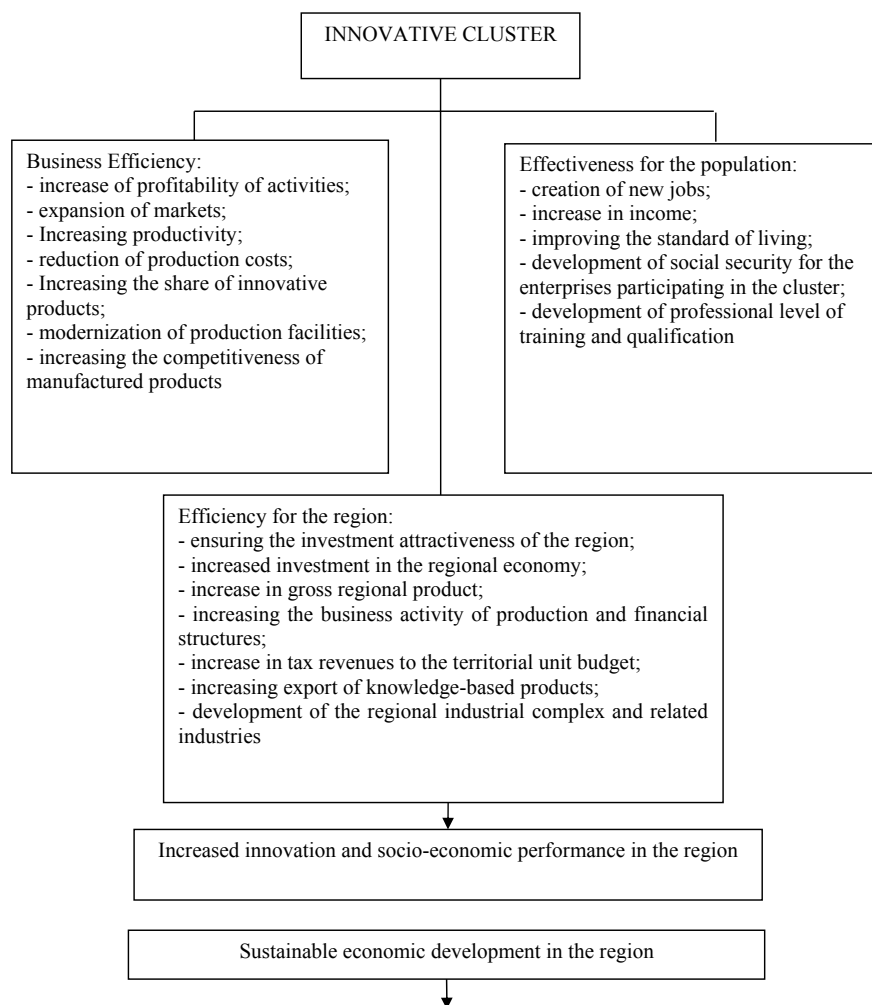 INNOVATIVE CLUSTER
Business Efficiency:
- increase of profitability of activities;
- expansion of markets;
- Increasing productivity;
- reduction of production costs;
- Increasing the share of innovative
products;
- modernization of production facilities;
- increasing the competitiveness of
manufactured products
Effectiveness for the population:
- creation of new jobs;
- increase in income;
- improving the standard of living;
- development of social security for the
enterprises participating in the cluster;
- development of professional level of
training and qualification
Efficiency for the region:
- ensuring the investment attractiveness of the region;
- increased investment in the regional economy;
- increase in gross regional product;
- increasing the business activity of production and financial
structures;
- increase in tax revenues to the territorial unit budget;
- increasing export of knowledge-based products;
- development of the regional industrial complex and related
industries
Increased innovation and socio-economic performance in the region
Sustainable economic development in the region